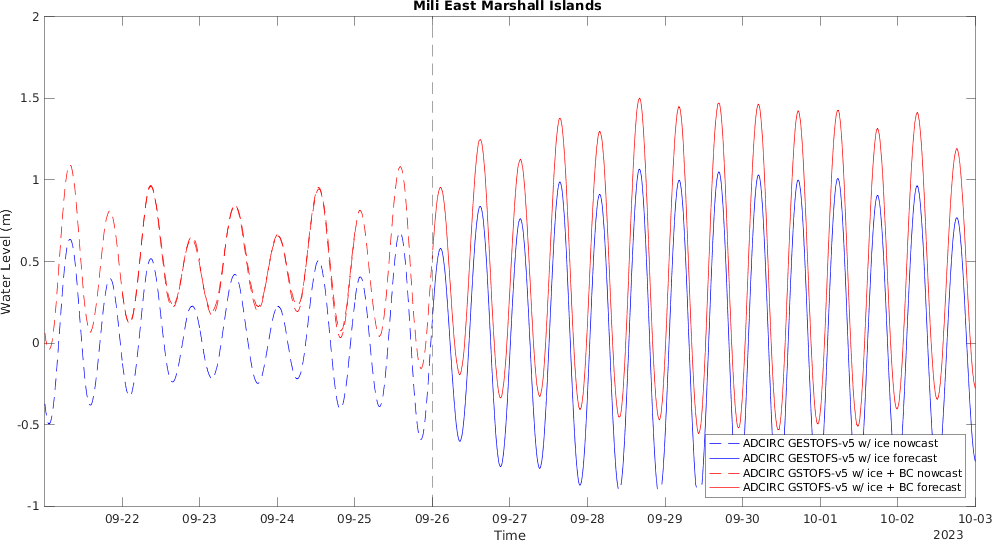 Mili East Marshall Islands
2
1.5
1
0.5
0
-0.5
-1
Water Level (m)
ADCIRC GESTOFS-v5 w/ ice nowcast
ADCIRC GESTOFS-v5 w/ ice forecast
ADCIRC GSTOFS-v5 w/ ice + BC nowcast
ADCIRC GSTOFS-v5 w/ ice + BC forecast
09-22 09-23 09-24 09-25 09-26 09-27 09-28 09-29 09-30 10-01 10-02 10-03
Time
2023